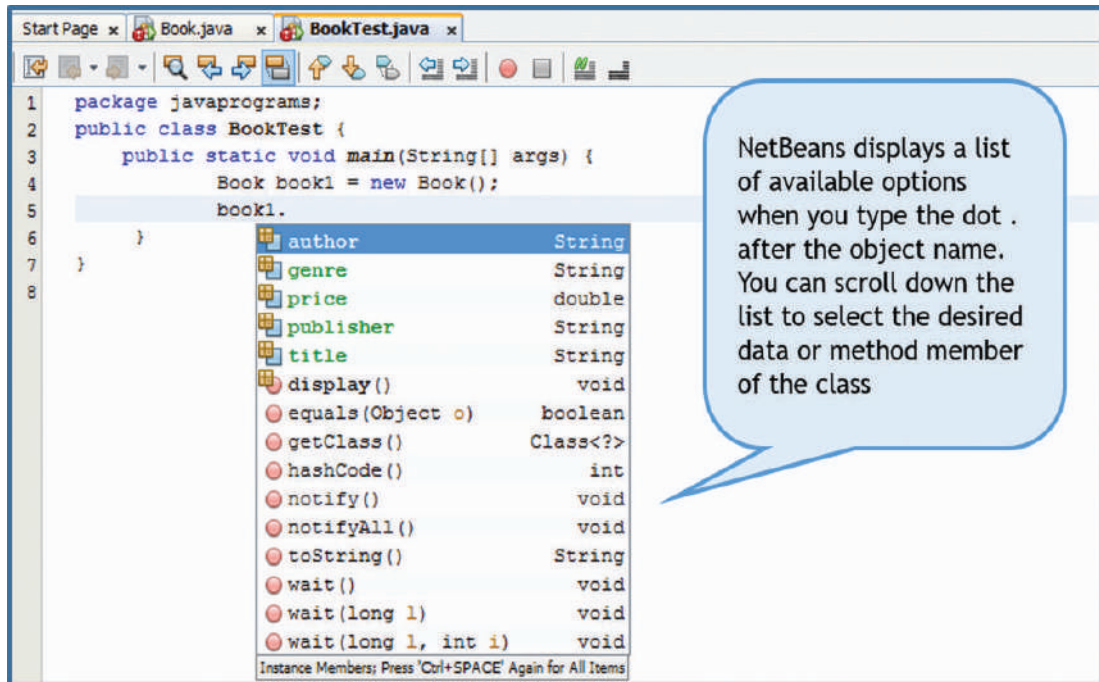 Start Page x Book.java x BookTest.java x
1 package javaprograms;
2 public class BookTest {
3 public static void main(String[] args) {
4 Book book1 = new Book();
5 book1.
6 }
7 }
8
author String
genre String
price double
publisher String
title String
display() void
equals(Object o) boolean
getClass() Class<?>
hashCode() int
notify() void
notifyAll() void
toString() String
wait() void
wait(long l) void
wait(long l, int i) void
Instance Members; Press 'Ctrl+SPACE' Again for All Items
NetBeans displays a list
of available options
when you type the dot .
after the object name.
You can scroll down the
list to select the desired
data or method member
of the class